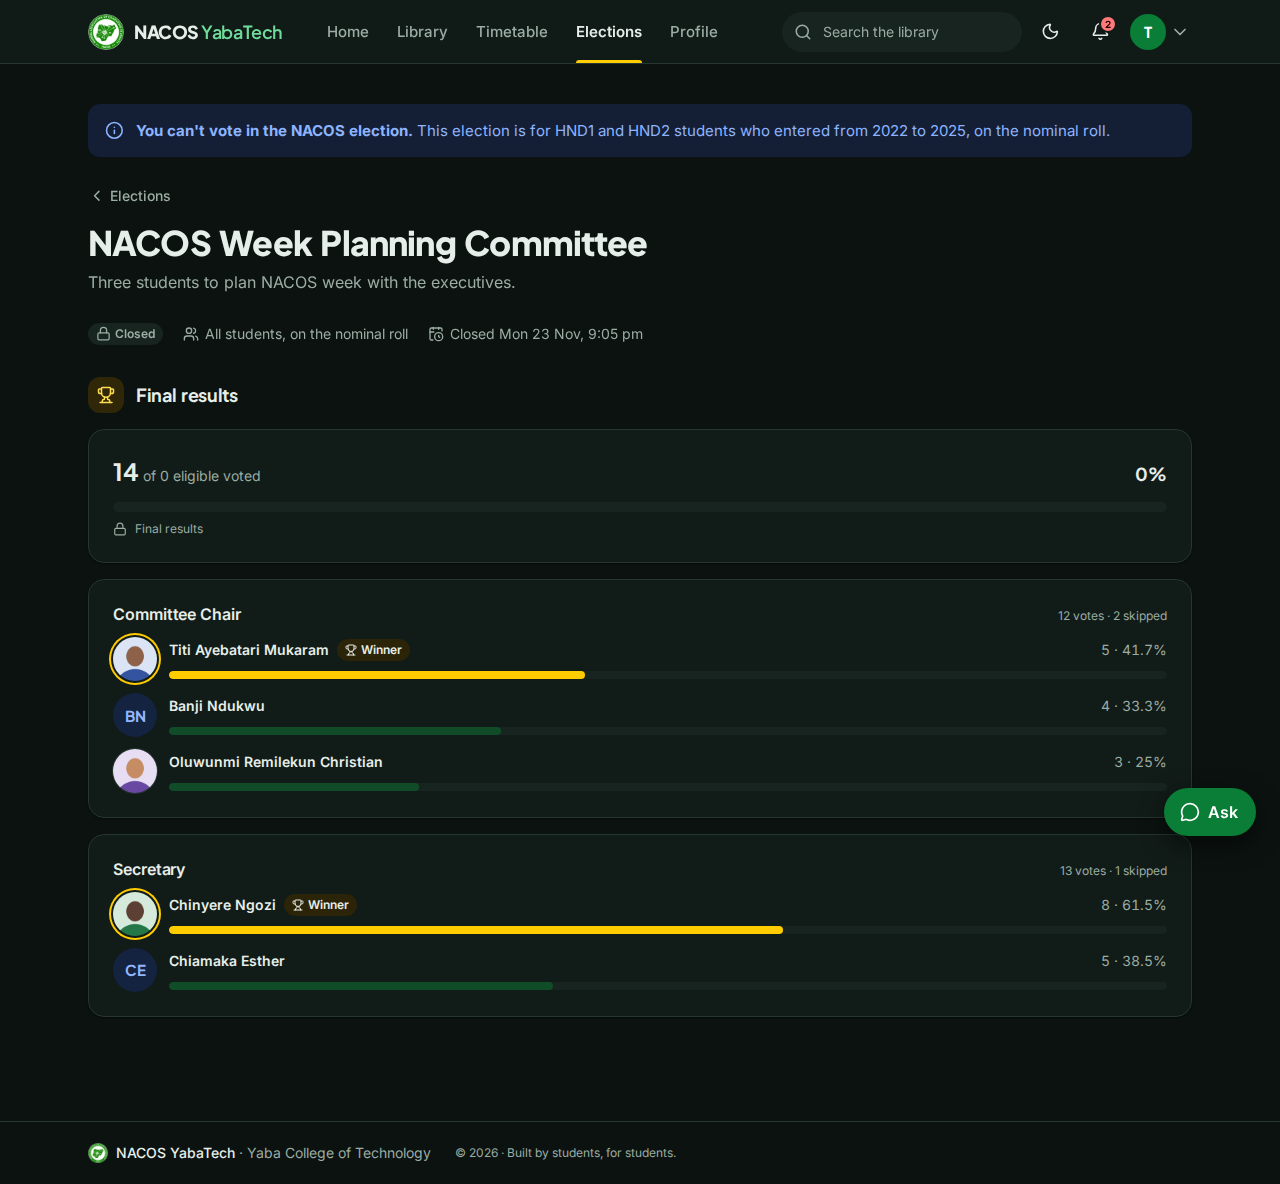 NACOS YabaTech
Home
Library
Timetable
Elections
Profile
Search the library
2
T
You can't vote in the NACOS election. This election is for HND1 and HND2 students who entered from 2022 to 2025, on the nominal roll.
Elections
NACOS Week Planning Committee
Three students to plan NACOS week with the executives.
Closed
All students, on the nominal roll
Closed Mon 23 Nov, 9:05 pm
Final results
14 of 0 eligible voted
0%
Final results
Committee Chair
12 votes · 2 skipped
Titi Ayebatari Mukaram
Winner
5 · 41.7%
BN
Banji Ndukwu
4 · 33.3%
Oluwunmi Remilekun Christian
3 · 25%
Ask
Secretary
13 votes · 1 skipped
Chinyere Ngozi
Winner
8 · 61.5%
CE
Chiamaka Esther
5 · 38.5%
NACOS YabaTech · Yaba College of Technology
© 2026 · Built by students, for students.